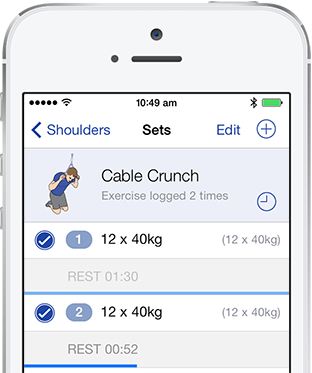 10:49 am
Shoulders Sets Edit
Cable Crunch
Exercise logged 2 times
1 12 x 40kg (12 x 40kg)
REST 01:30
2 12 x 40kg (12 x 40kg)
REST 00:52